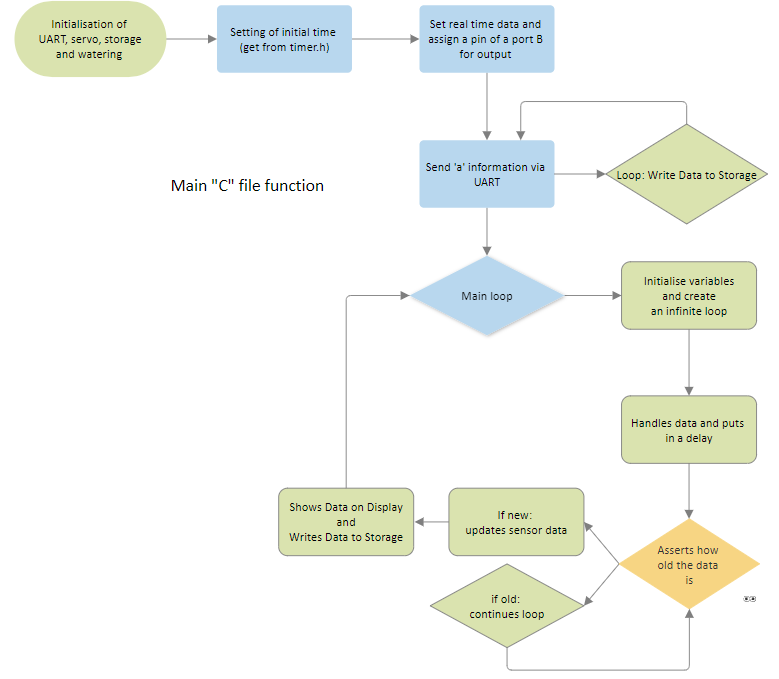 Initialisation of
UART, servo, storage
and watering
Setting of initial time
(get from timer.h)
Set real time data and
assign a pin of a port B
for output
Send 'a' information via
UART
Loop: Write Data to Storage
Main "C" file function
Main loop
Initialise variables
and create
an infinite loop
Handles data and puts
in a delay
Shows Data on Display
and
Writes Data to Storage
If new:
updates sensor data
Asserts how
old the data
is
if old:
continues loop